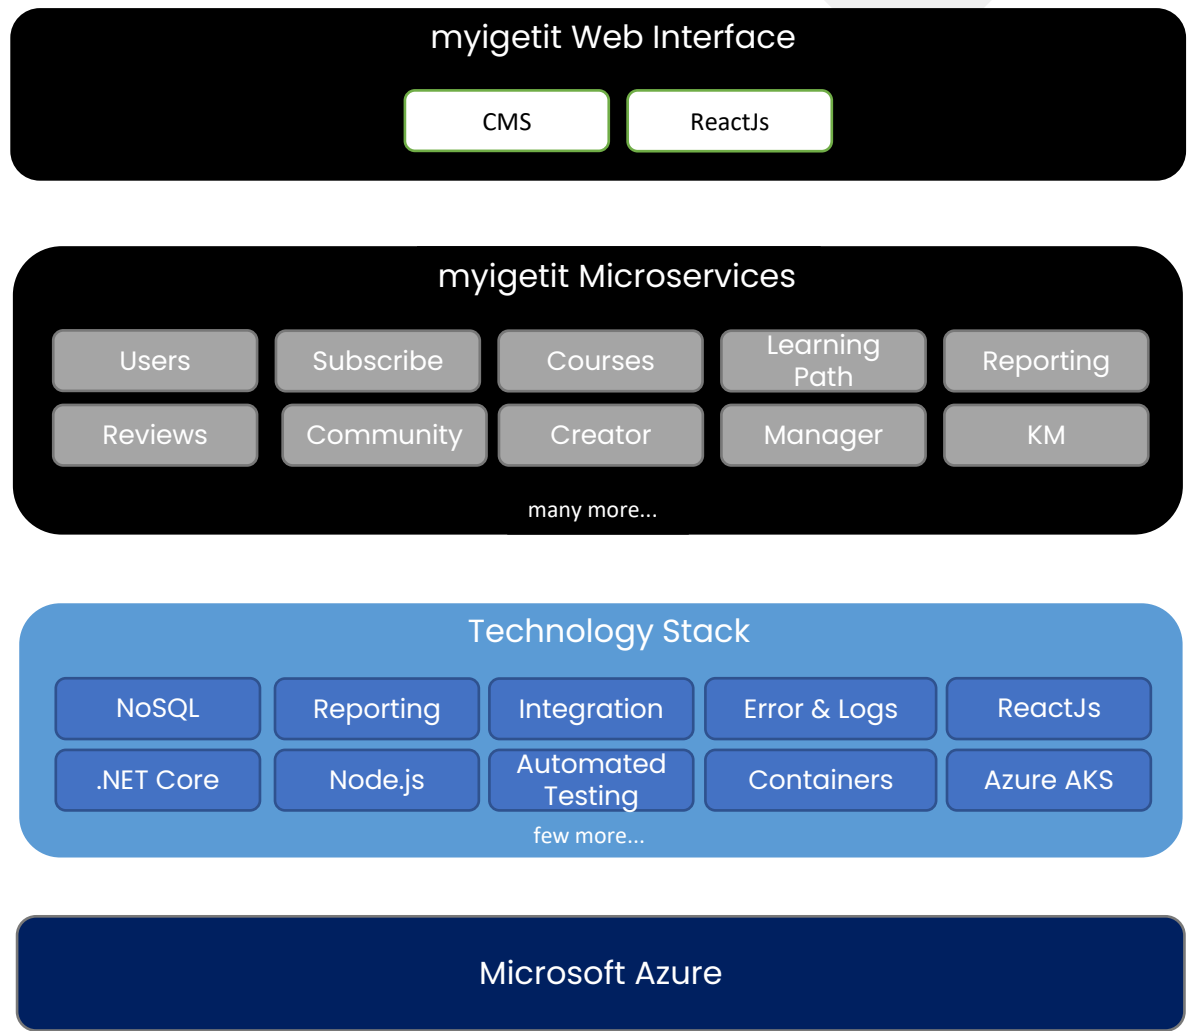 myigetit Web Interface
CMS
ReactJs
myigetit Microservices
Users
Subscribe
Courses
Learning
Path
Reporting
Reviews
Community
Creator
Manager
KM
many more...
Technology Stack
NoSQL
Reporting
Integration
Error & Logs
ReactJs
.NET Core
Node.js
Automated
Testing
Containers
Azure AKS
few more...
Microsoft Azure